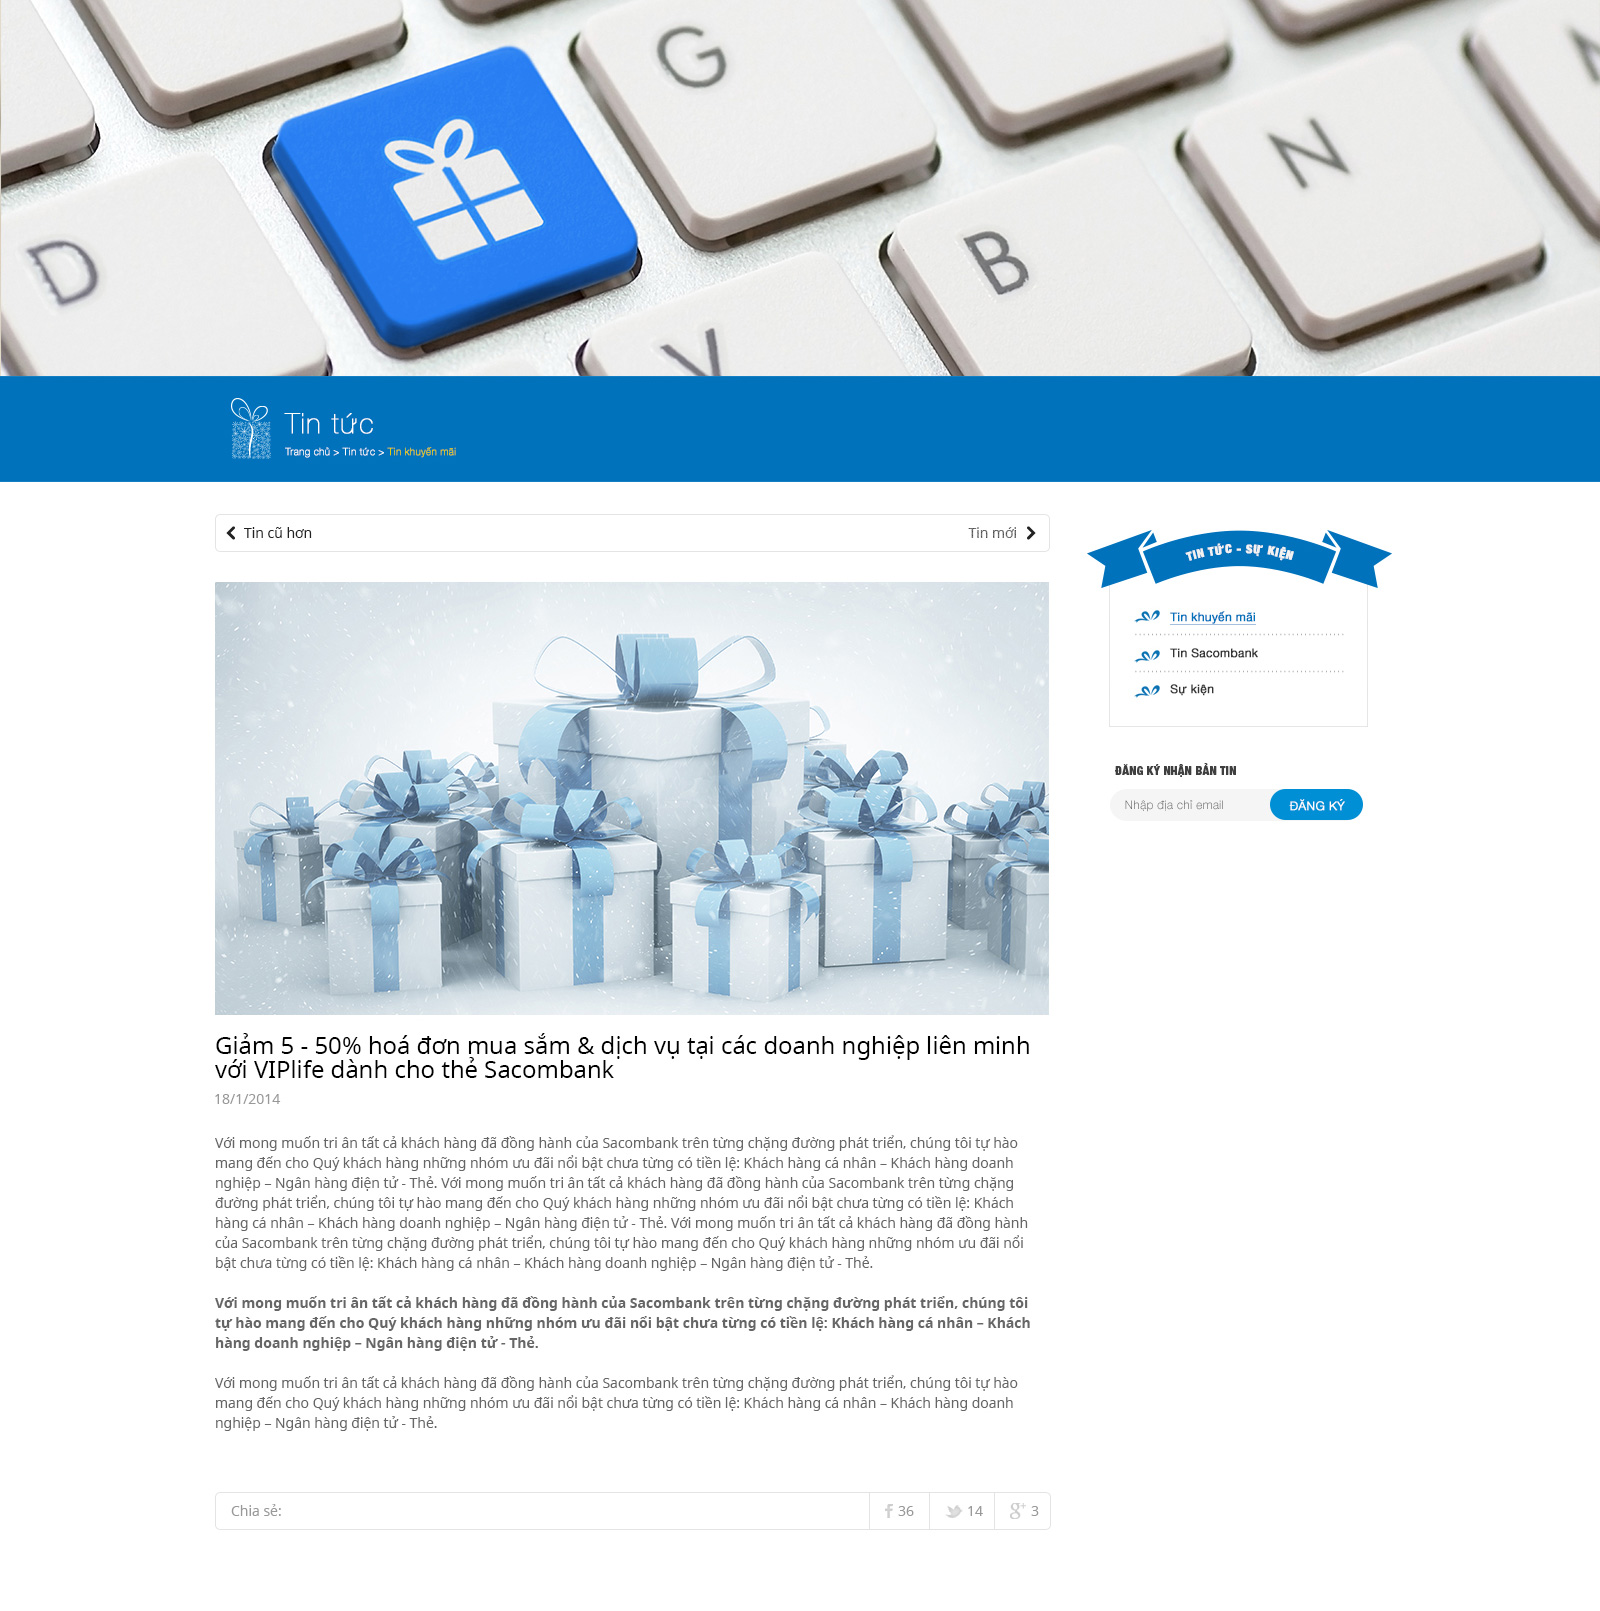 G
N
D
B
V
Tin tức
Trang chủ > Tin tức > Tin khuyến mãi
Tin cũ hơn
Tin mới
TIN TỨC - SỰ KIỆN
Tin khuyến mãi
Tin Sacombank
Sự kiện
ĐĂNG KÝ NHẬN BẢN TIN
Nhập địa chỉ email
ĐĂNG KÝ
Giảm 5 - 50% hoá đơn mua sắm & dịch vụ tại các doanh nghiệp liên minh
với VIPlife dành cho thẻ Sacombank
18/1/2014
Với mong muốn tri ân tất cả khách hàng đã đồng hành của Sacombank trên từng chặng đường phát triển, chúng tôi tự hào
mang đến cho Quý khách hàng những nhóm ưu đãi nổi bật chưa từng có tiền lệ: Khách hàng cá nhân – Khách hàng doanh
nghiệp – Ngân hàng điện tử - Thẻ. Với mong muốn tri ân tất cả khách hàng đã đồng hành của Sacombank trên từng chặng
đường phát triển, chúng tôi tự hào mang đến cho Quý khách hàng những nhóm ưu đãi nổi bật chưa từng có tiền lệ: Khách
hàng cá nhân – Khách hàng doanh nghiệp – Ngân hàng điện tử - Thẻ. Với mong muốn tri ân tất cả khách hàng đã đồng hành
của Sacombank trên từng chặng đường phát triển, chúng tôi tự hào mang đến cho Quý khách hàng những nhóm ưu đãi nổi
bật chưa từng có tiền lệ: Khách hàng cá nhân – Khách hàng doanh nghiệp – Ngân hàng điện tử - Thẻ.
Với mong muốn tri ân tất cả khách hàng đã đồng hành của Sacombank trên từng chặng đường phát triển, chúng tôi
tự hào mang đến cho Quý khách hàng những nhóm ưu đãi nổi bật chưa từng có tiền lệ: Khách hàng cá nhân – Khách
hàng doanh nghiệp – Ngân hàng điện tử - Thẻ.
Với mong muốn tri ân tất cả khách hàng đã đồng hành của Sacombank trên từng chặng đường phát triển, chúng tôi tự hào
mang đến cho Quý khách hàng những nhóm ưu đãi nổi bật chưa từng có tiền lệ: Khách hàng cá nhân – Khách hàng doanh
nghiệp – Ngân hàng điện tử - Thẻ.
Chia sẻ:
36
14
3